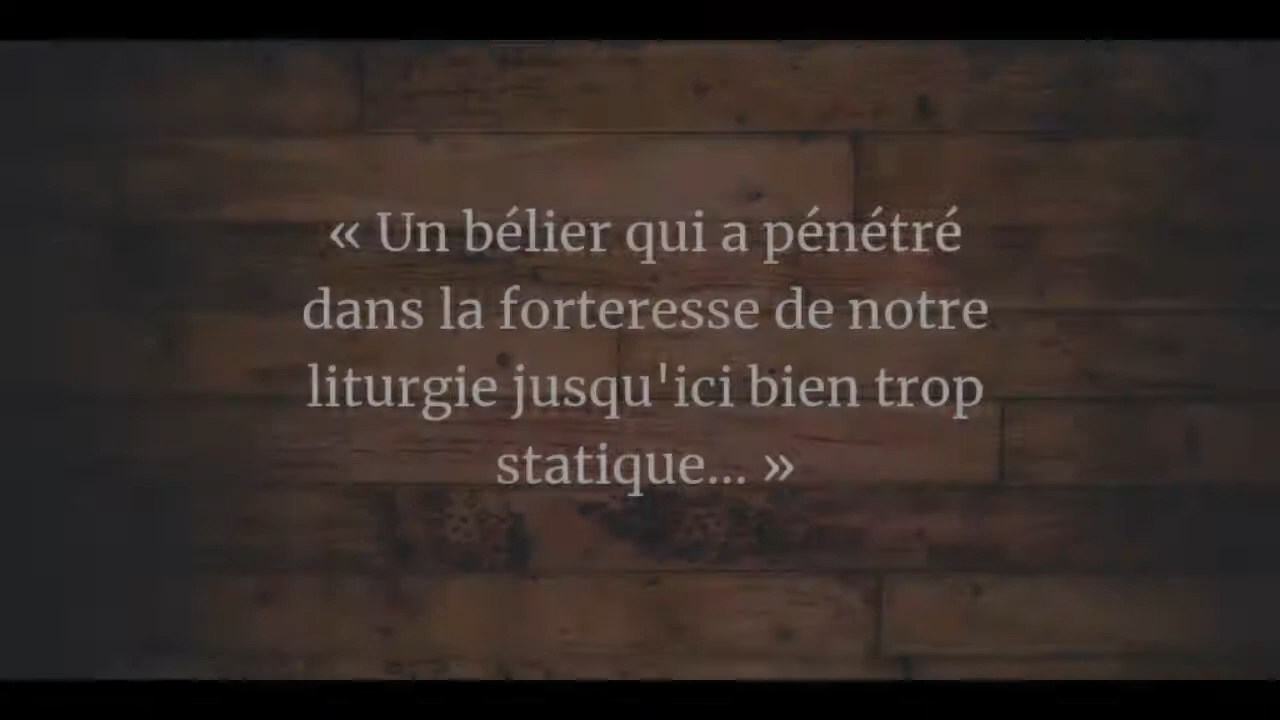 « Un bélier qui a pénétré
dans la forteresse de notre
liturgie jusqu'ici bien trop
statique... »